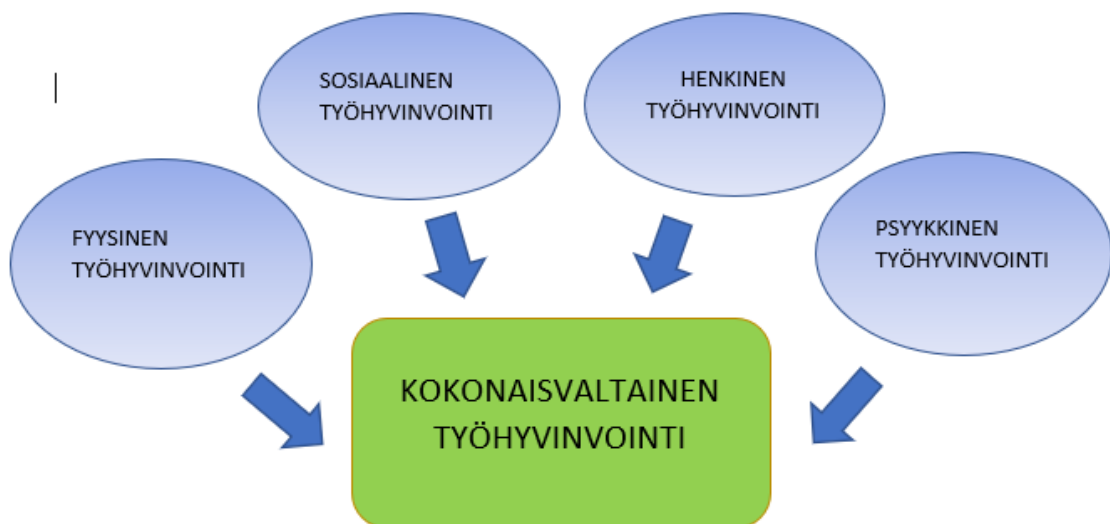 SOSIAALINEN
TYÖHYVINVOINTI
HENKINEN
TYÖHYVINVOINTI
FYYSINEN
TYÖHYVINVOINTI
PSYYKKINEN
TYÖHYVINVOINTI
KOKONAISVALTAINEN
TYÖHYVINVOINTI